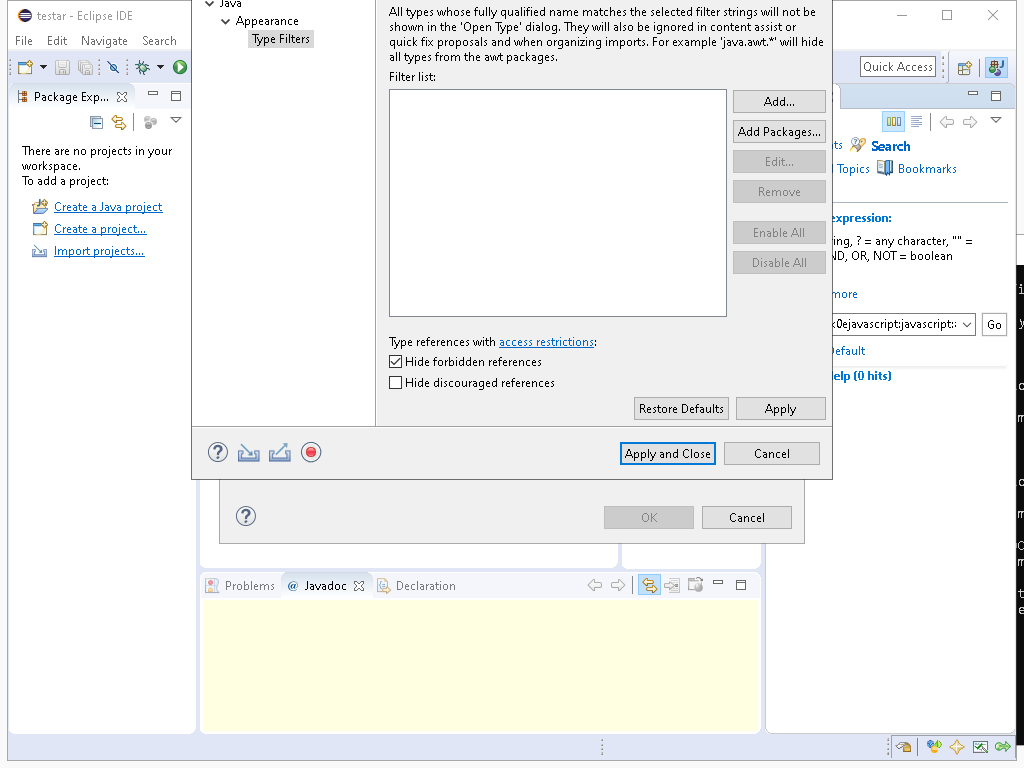 testar - Eclipse IDE
File Edit Navigate Search
Quick Access
Package Exp...
There are no projects in your
workspace.
To add a project:
Create a Java project
Create a project...
Import projects...
Java
Appearance
Type Filters
All types whose fully qualified name matches the selected filter strings will not be
shown in the 'Open Type' dialog. They will also be ignored in content assist or
quick fix proposals and when organizing imports. For example 'java.awt.*' will hide
all types from the awt packages.
Filter list:
Add...
Add Packages...
Edit...
Remove
Enable All
Disable All
Type references with access restrictions:
Hide forbidden references
Hide discouraged references
Restore Defaults
Apply
Apply and Close
Cancel
OK
Cancel
Search
Topics
Bookmarks
expression:
ing, ? = any character, "" =
ND, OR, NOT = boolean
more
0ejavascript:javascript:
Go
Default
elp (0 hits)
Problems
@ Javadoc
Declaration